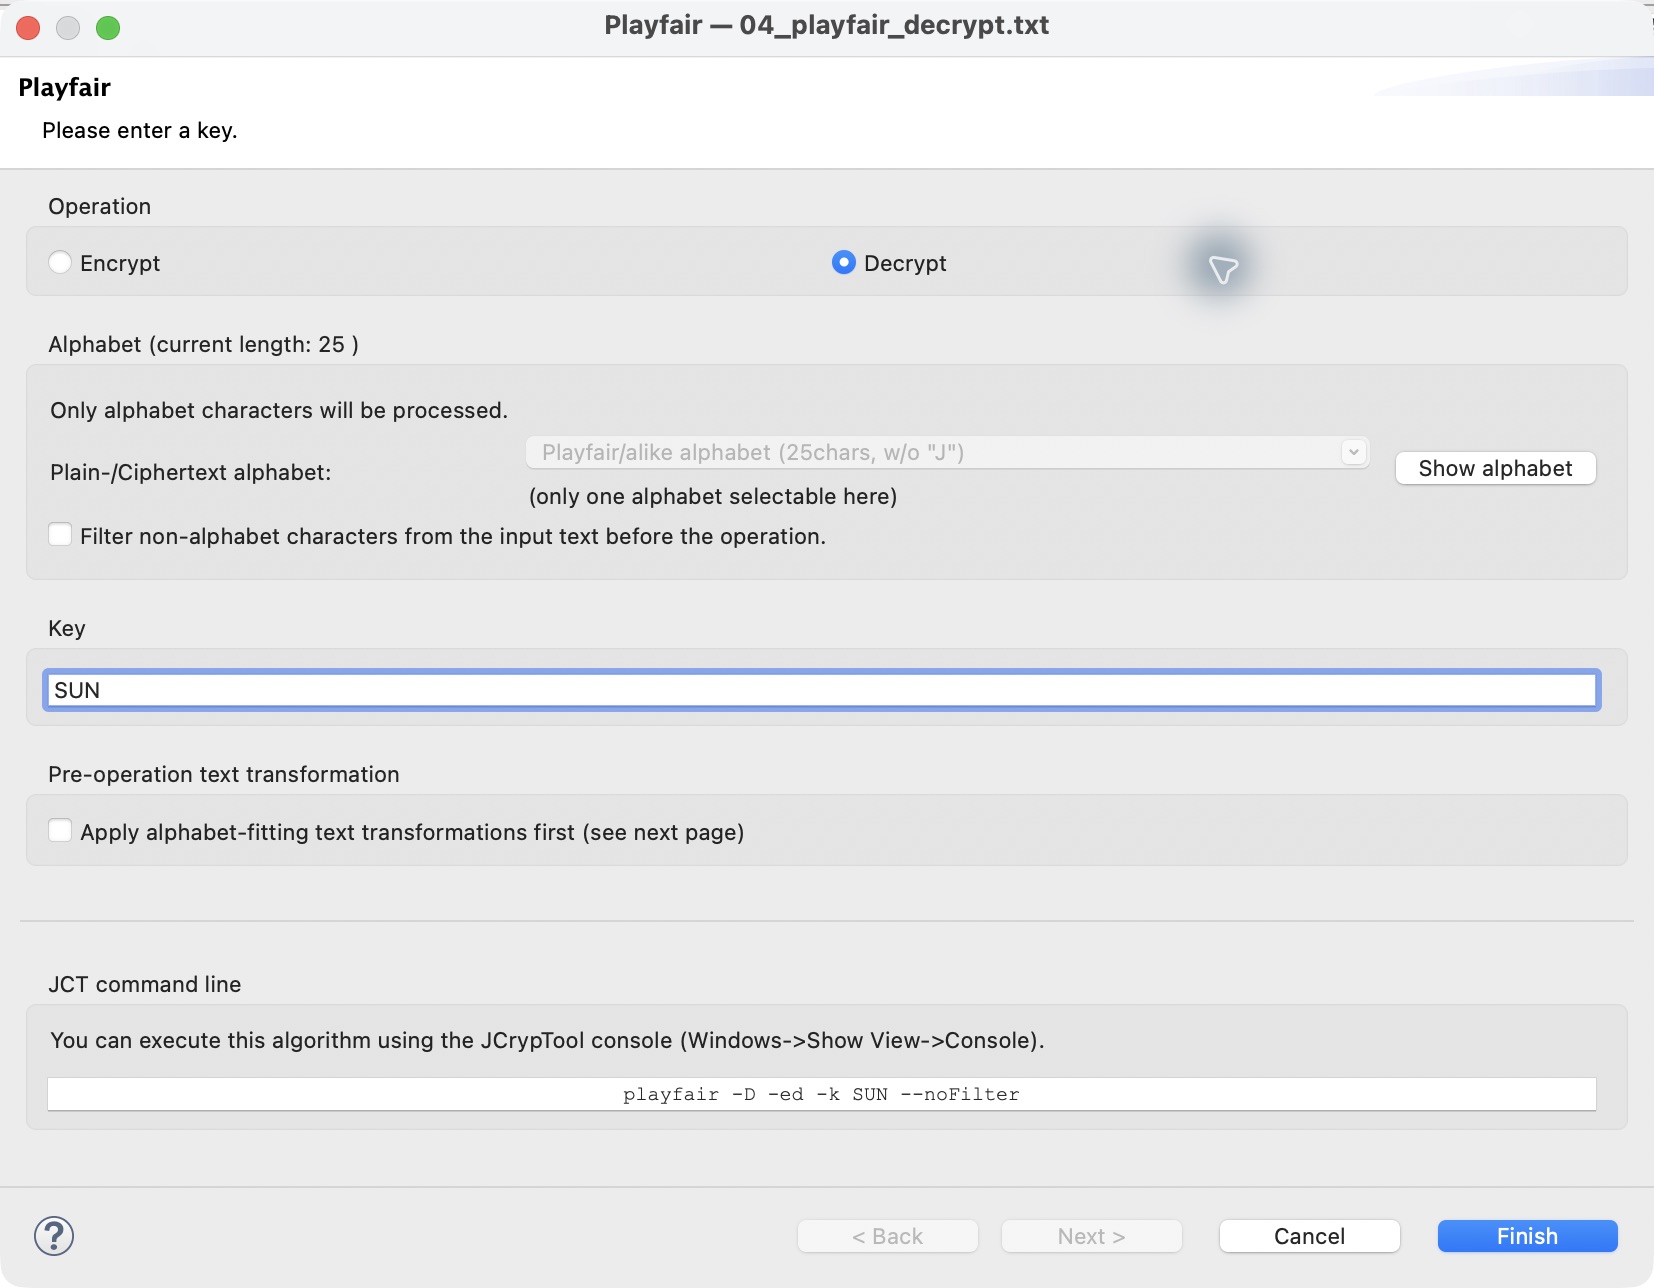 Playfair — 04_playfair_decrypt.txt
Playfair
Please enter a key.
Operation
Encrypt
Decrypt
Alphabet (current length: 25 )
Only alphabet characters will be processed.
Plain-/Ciphertext alphabet:
Playfair/alike alphabet (25chars, w/o "J")
Show alphabet
(only one alphabet selectable here)
Filter non-alphabet characters from the input text before the operation.
Key
SUN
Pre-operation text transformation
Apply alphabet-fitting text transformations first (see next page)
JCT command line
You can execute this algorithm using the JCrypTool console (Windows->Show View->Console).
playfair -D -ed -k SUN --noFilter
?
< Back
Next >
Cancel
Finish